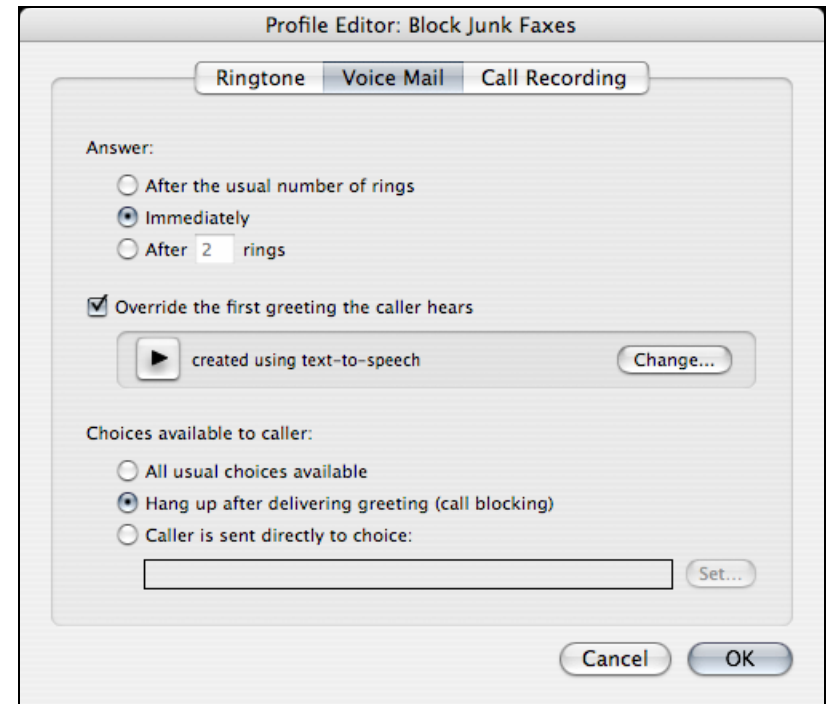 Profile Editor: Block Junk Faxes
Ringtone Voice Mail Call Recording
Answer:
After the usual number of rings
Immediately
After 2 rings
Override the first greeting the caller hears
created using text-to-speech Change...
Choices available to caller:
All usual choices available
Hang up after delivering greeting (call blocking)
Caller is sent directly to choice:
Set...
Cancel OK